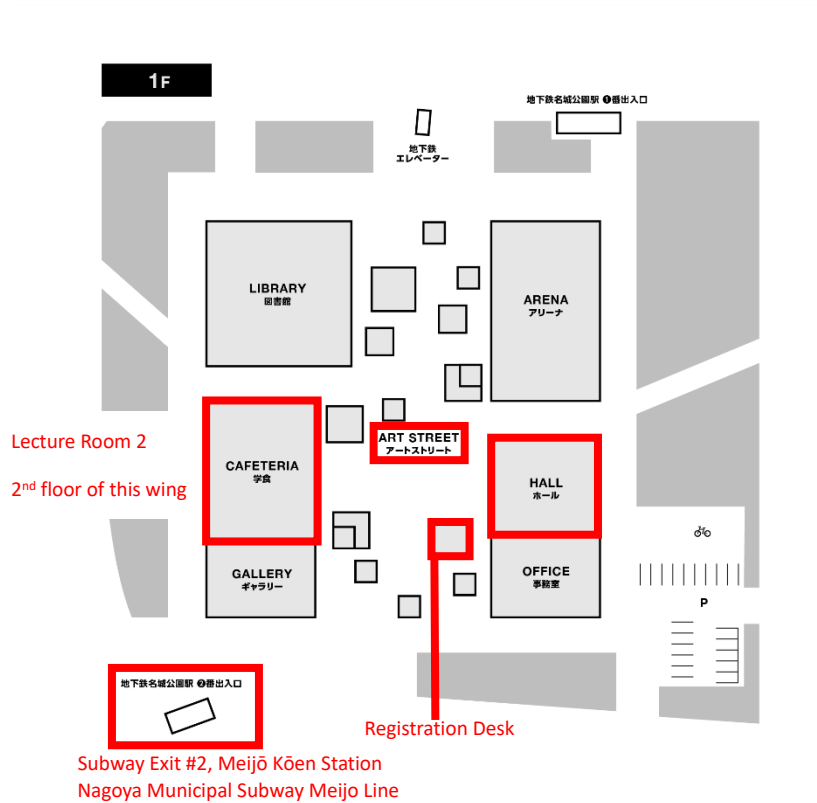 1F
地下鉄名城公園駅 ❶番出入口
地下鉄
エレベーター
LIBRARY
図書館
ARENA
アリーナ
Lecture Room 2
2nd floor of this wing
CAFETERIA
学食
ART STREET
アートストリート
HALL
ホール
GALLERY
ギャラリー
OFFICE
事務室
P
地下鉄名城公園駅 ❷番出入口
Registration Desk
Subway Exit #2, Meijō Kōen Station
Nagoya Municipal Subway Meijo Line